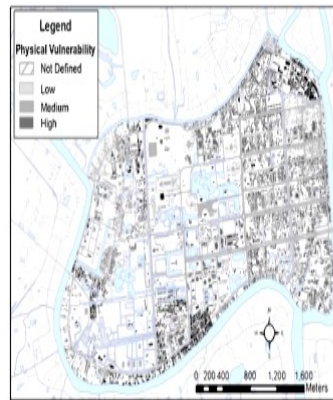 Legend
Physical Vulnerability
Not Defined
Low
Medium
High
0 200 400 800 1,200 1,600
Meters